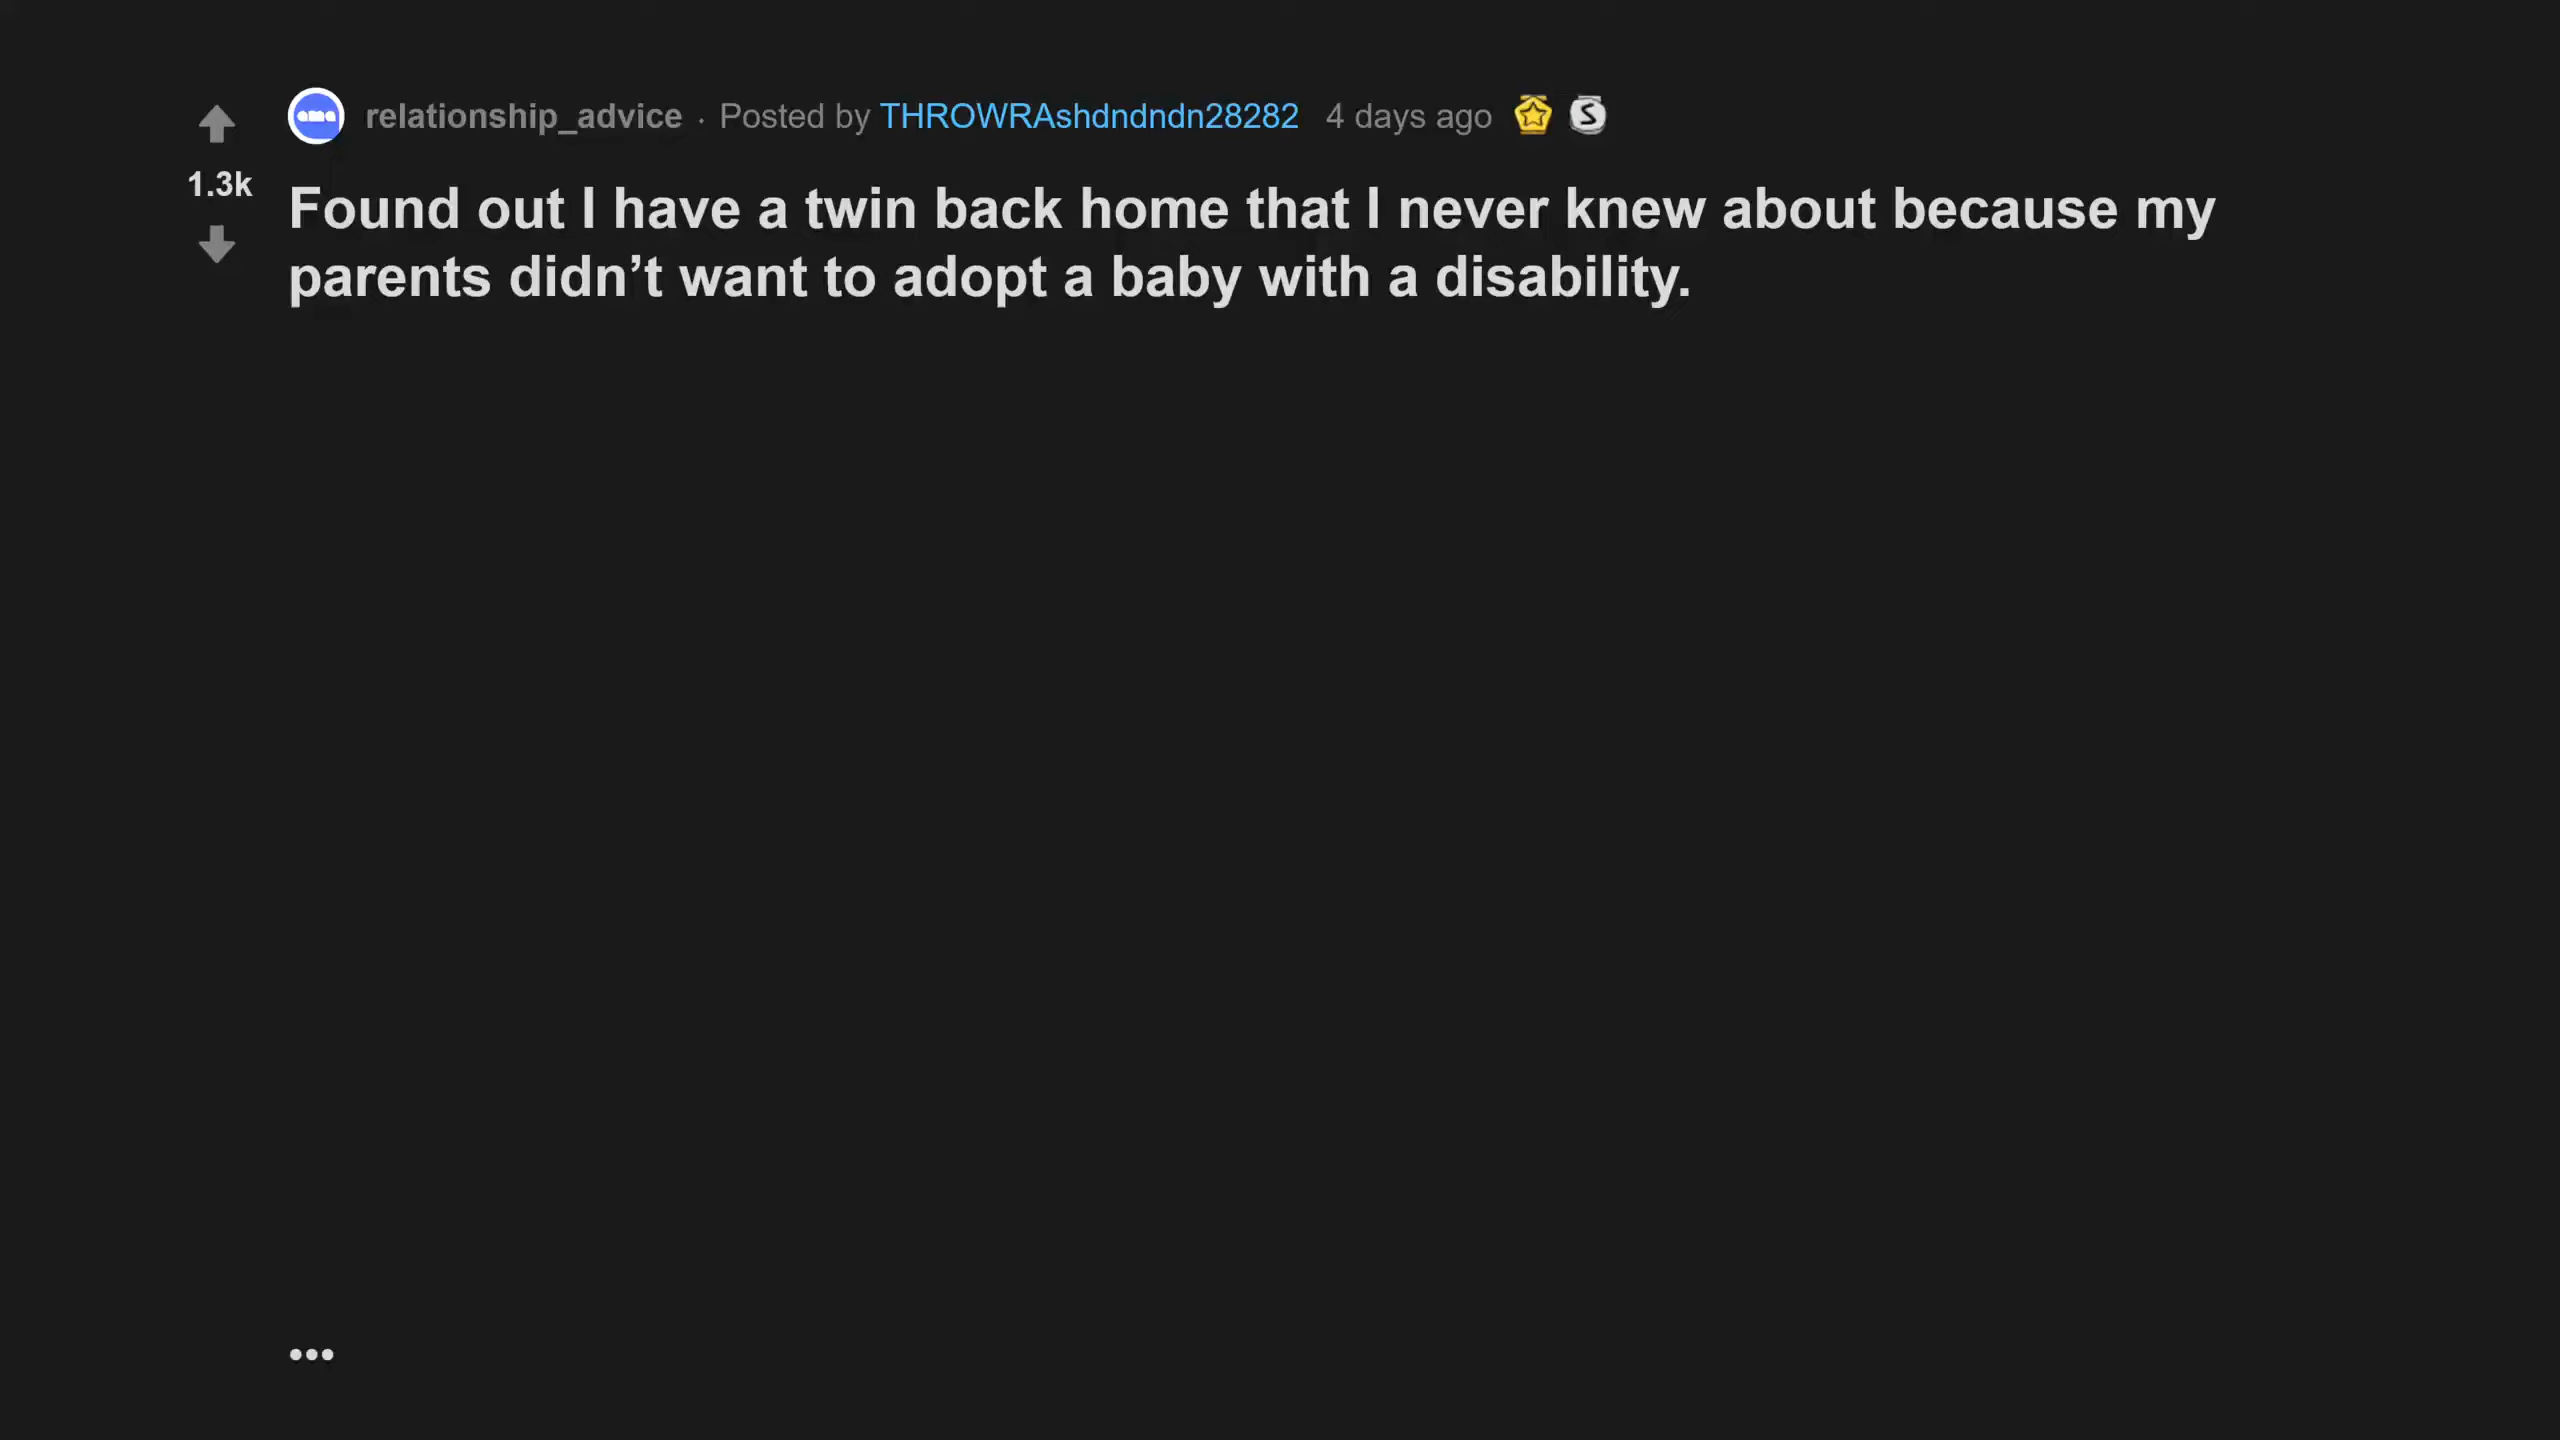 relationship_advice · Posted by THROWRAshdndndn28282 4 days ago
1.3k
Found out I have a twin back home that I never knew about because my
parents didn’t want to adopt a baby with a disability.
•••